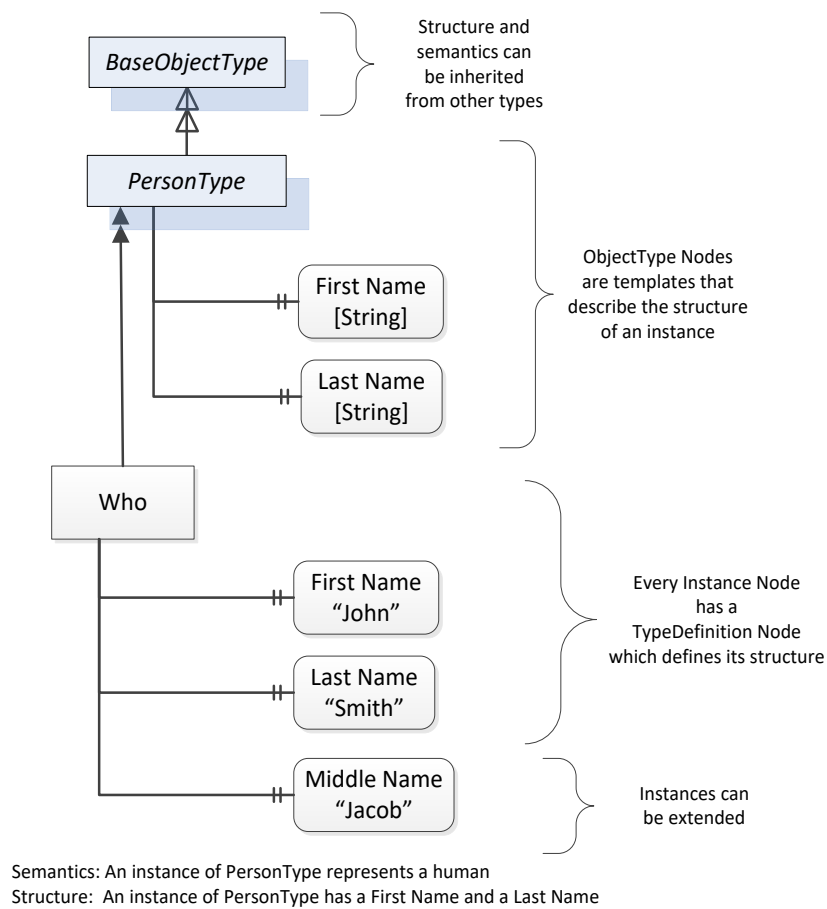 BaseObjectType
Structure and
semantics can
be inherited
from other types
PersonType
First Name
[String]
Last Name
[String]
ObjectType Nodes
are templates that
describe the structure
of an instance
Who
First Name
“John”
Last Name
“Smith”
Every Instance Node
has a
TypeDefinition Node
which defines its structure
Middle Name
“Jacob”
Instances can
be extended
Semantics: An instance of PersonType represents a human
Structure:  An instance of PersonType has a First Name and a Last Name